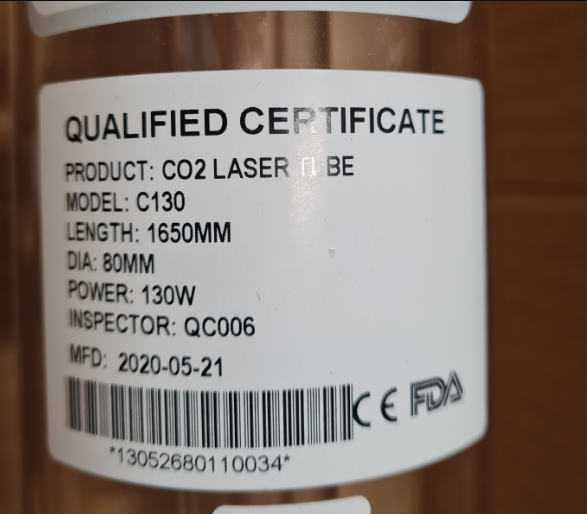 QUALIFIED CERTIFICATE
PRODUCT: CO2 LASER TUBE
MODEL: C130
LENGTH: 1650MM
DIA: 80MM
POWER: 130W
INSPECTOR: QC006
MFD: 2020-05-21
CE FDA
*13052680110034*